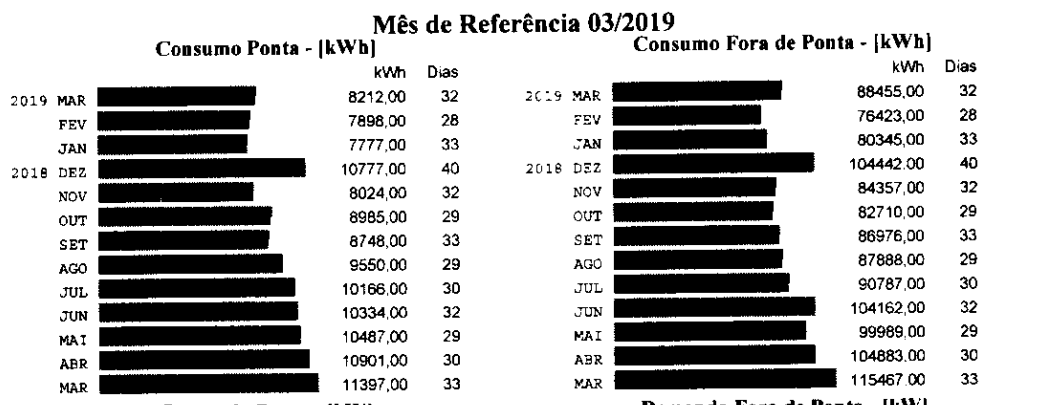 Mês de Referência 03/2019
Consumo Ponta - [kWh]
kWh Dias
2019 MAR 8212,00 32
FEV 7898,00 28
JAN 7777,00 33
2018 DEZ 10777,00 40
NOV 8024,00 32
OUT 8985,00 29
SET 8748,00 33
AGO 9550,00 29
JUL 10166,00 30
JUN 10334,00 32
MAI 10487,00 29
ABR 10901,00 30
MAR 11397,00 33
Consumo Fora de Ponta - [kWh]
kWh Dias
2019 MAR 88455,00 32
FEV 76423,00 28
JAN 80345,00 33
2018 DEZ 104442,00 40
NOV 84357,00 32
OUT 82710,00 29
SET 86976,00 33
AGO 87888,00 29
JUL 90787,00 30
JUN 104162,00 32
MAI 99989,00 29
ABR 104883,00 30
MAR 115467,00 33
Demanda Fora de Ponta - [kW]